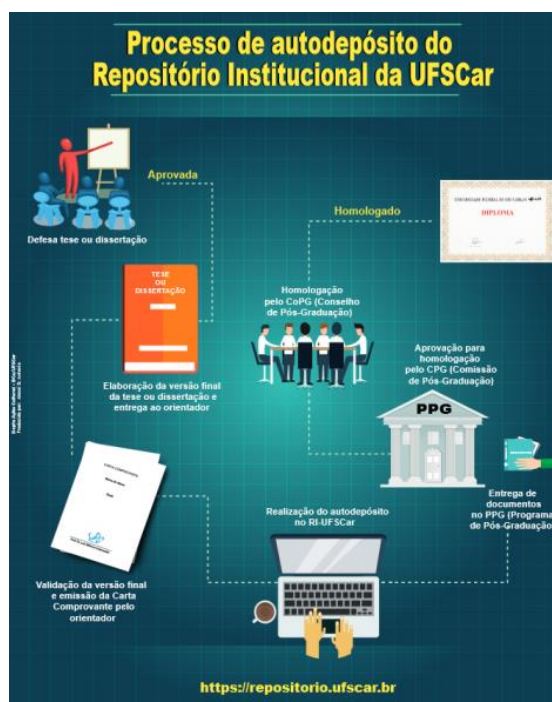 Processo de autodepósito do
Repositório Institucional da UFSCar
Aprovada
Defesa tese ou dissertação
TESE
OU
DISSERTAÇÃO
Elaboração da versão final
da tese ou dissertação e
entrega ao orientador
CARTA COMPROVANTE
Validação da versão final
e emissão da Carta
Comprovante pelo
orientador
Realização do autodepósito
no RI-UFSCar
Entrega de
documentos
no PPG (Programa
de Pós-Graduação)
PPG
Aprovação para
homologação
pelo CPG (Comissão
de Pós-Graduação)
Homologação
pelo CoPG (Conselho
de Pós-Graduação)
Homologado
DIPLOMA
https://repositorio.ufscar.br